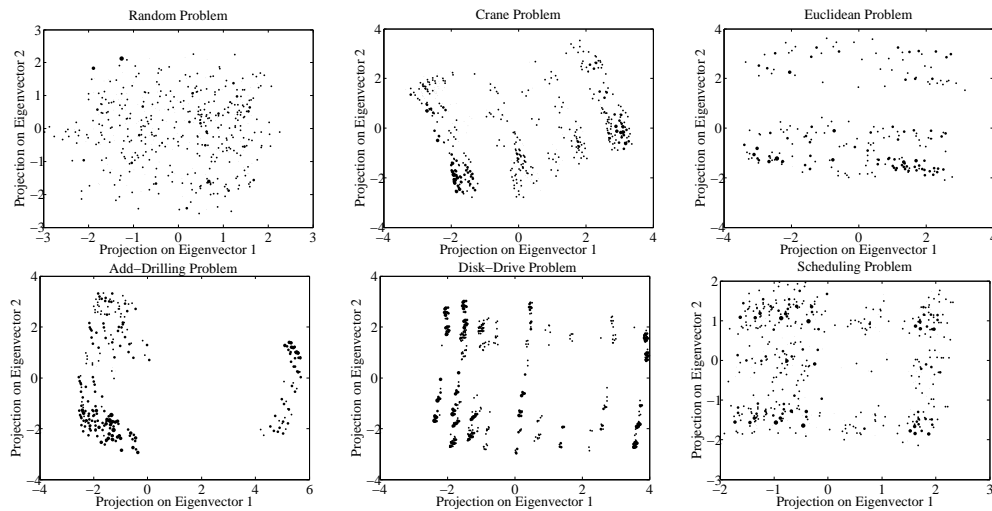 Random Problem
Projection on Eigenvector 2
3
2
1
0
−1
−2
−3
−3 −2 −1 0 1 2 3
Projection on Eigenvector 1
Crane Problem
Projection on Eigenvector 2
4
2
0
−2
−4
−4 −2 0 2 4
Projection on Eigenvector 1
Euclidean Problem
Projection on Eigenvector 2
4
2
0
−2
−4
−4 −2 0 2 4
Projection on Eigenvector 1
Add−Drilling Problem
Projection on Eigenvector 2
4
2
0
−2
−4
−4 −2 0 2 4 6
Projection on Eigenvector 1
Disk−Drive Problem
Projection on Eigenvector 2
4
2
0
−2
−4
−4 −2 0 2 4
Projection on Eigenvector 1
Scheduling Problem
Projection on Eigenvector 2
2
1
0
−1
−2
−3
−2 −1 0 1 2 3
Projection on Eigenvector 1